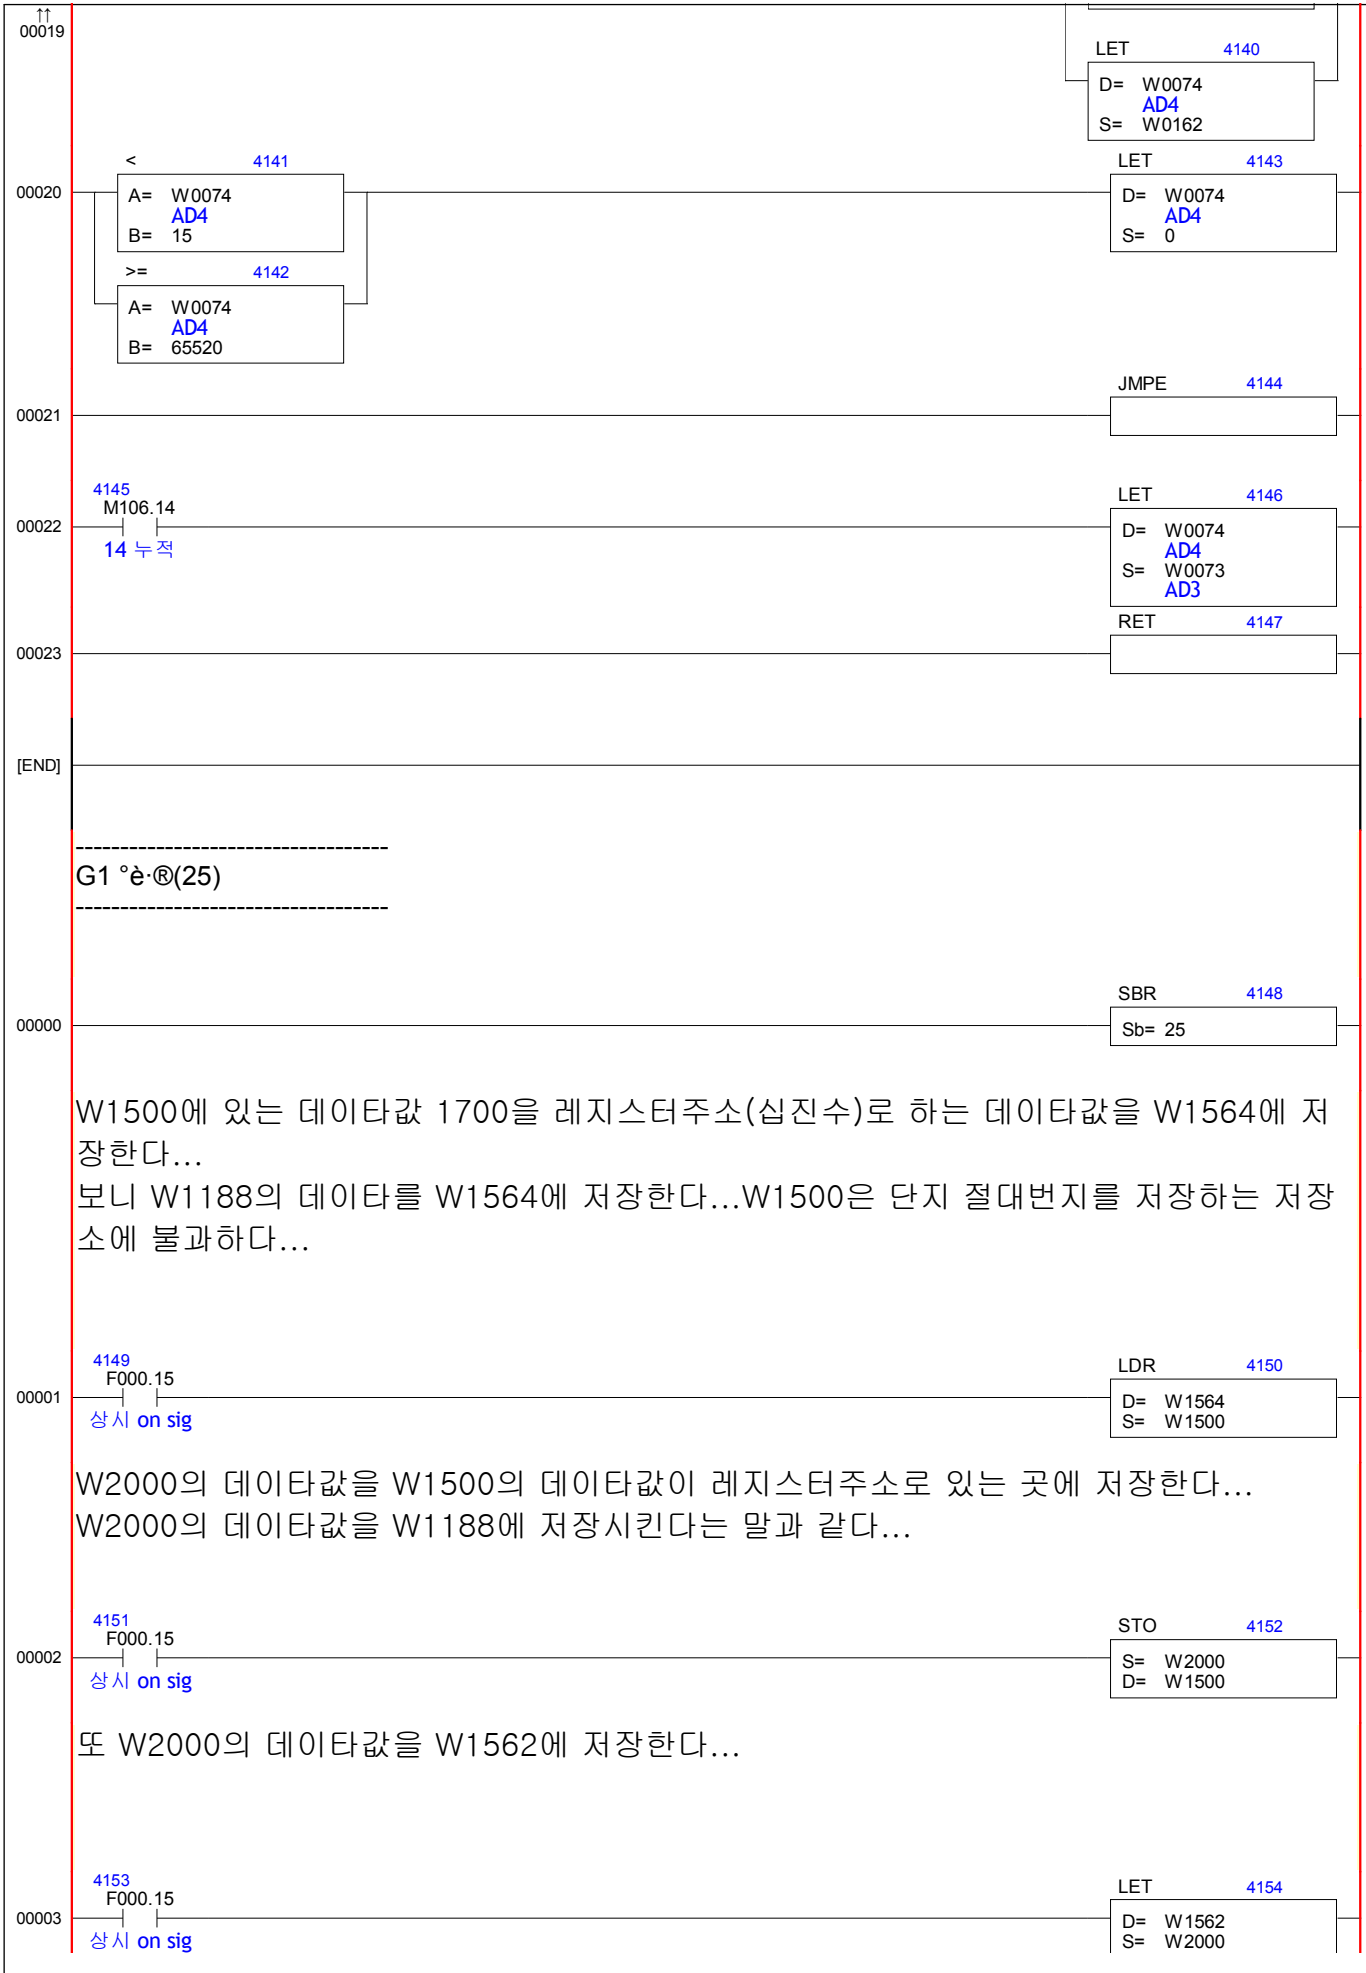 ↑↑
00019
LET 4140
D= W0074
AD4
S= W0162
< 4141
LET 4143
00020
A= W0074
AD4
B= 15
D= W0074
AD4
S= 0
>= 4142
A= W0074
AD4
B= 65520
JMPE 4144
00021
4145
M106.14
LET 4146
00022
14 누적
D= W0074
AD4
S= W0073
AD3
RET 4147
00023
[END]
-----------------------------------
G1 °è·®(25)
-----------------------------------
SBR 4148
00000
Sb= 25
W1500에 있는 데이타값 1700을 레지스터주소(십진수)로 하는 데이타값을 W1564에 저
장한다...
보니 W1188의 데이타를 W1564에 저장한다...W1500은 단지 절대번지를 저장하는 저장
소에 불과하다...
4149
F000.15
LDR 4150
00001
상시 on sig
D= W1564
S= W1500
W2000의 데이타값을 W1500의 데이타값이 레지스터주소로 있는 곳에 저장한다...
W2000의 데이타값을 W1188에 저장시킨다는 말과 같다...
4151
F000.15
STO 4152
00002
상시 on sig
S= W2000
D= W1500
또 W2000의 데이타값을 W1562에 저장한다...
4153
F000.15
LET 4154
00003
상시 on sig
D= W1562
S= W2000